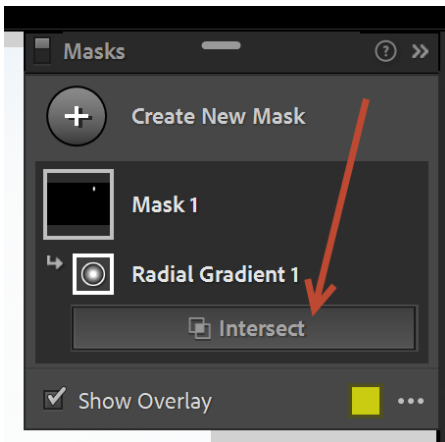 Masks
Create New Mask
Mask 1
Radial Gradient 1
Intersect
Show Overlay